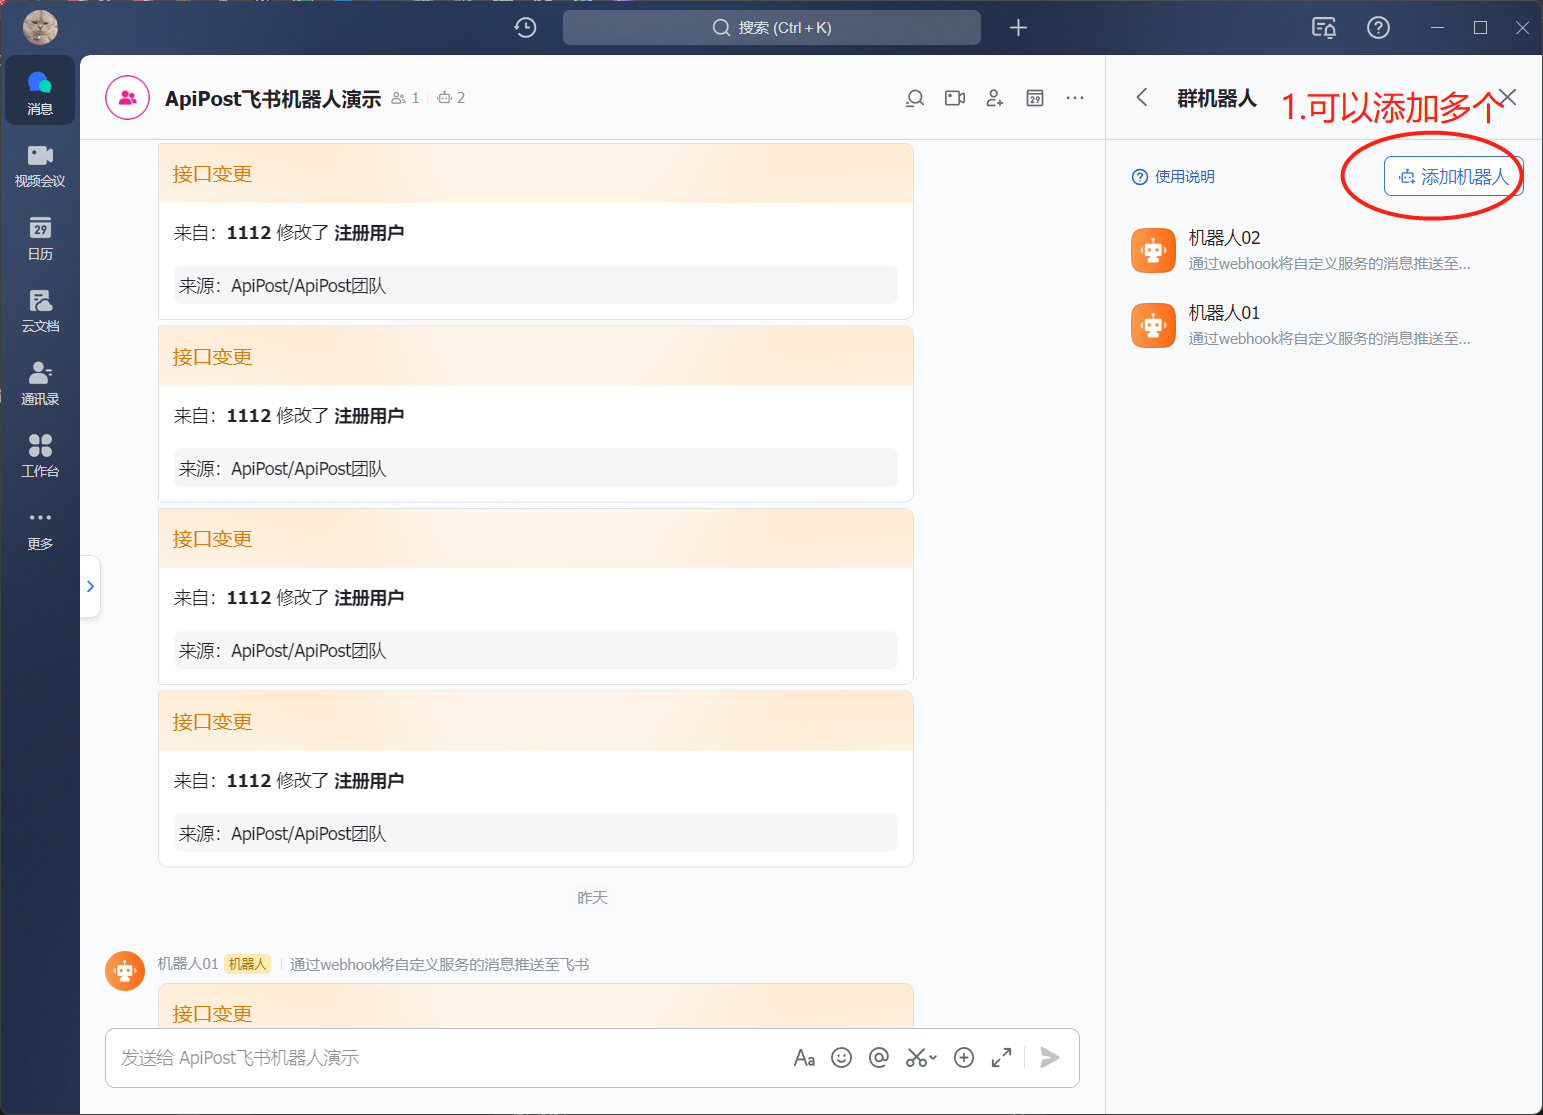 搜索 (Ctrl + K)
消息
视频会议
29
日历
云文档
通讯录
工作台
更多
ApiPost飞书机器人演示
1
2
29
接口变更
来自：1112 修改了 注册用户
来源：ApiPost/ApiPost团队
接口变更
来自：1112 修改了 注册用户
来源：ApiPost/ApiPost团队
接口变更
来自：1112 修改了 注册用户
来源：ApiPost/ApiPost团队
接口变更
来自：1112 修改了 注册用户
来源：ApiPost/ApiPost团队
昨天
机器人01 机器人 通过webhook将自定义服务的消息推送至飞书
接口变更
发送给 ApiPost飞书机器人演示
Aa
群机器人
1.可以添加多个
使用说明
添加机器人
机器人02
通过webhook将自定义服务的消息推送至...
机器人01
通过webhook将自定义服务的消息推送至...